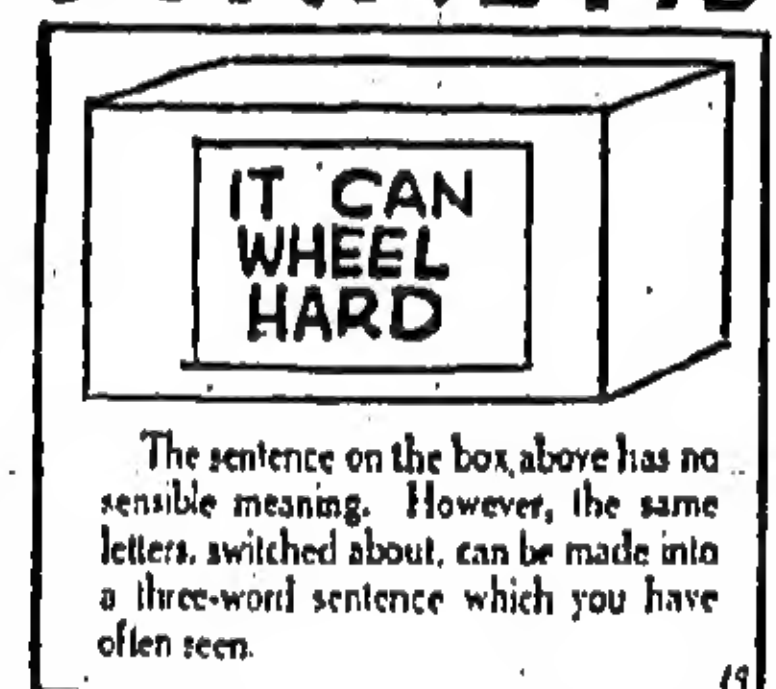 IT CAN
WHEEL
HARD
The sentence on the box above has no
sensible meaning. However, the same
letters, switched about, can be made into
a three-word sentence which you have
often seen.
19